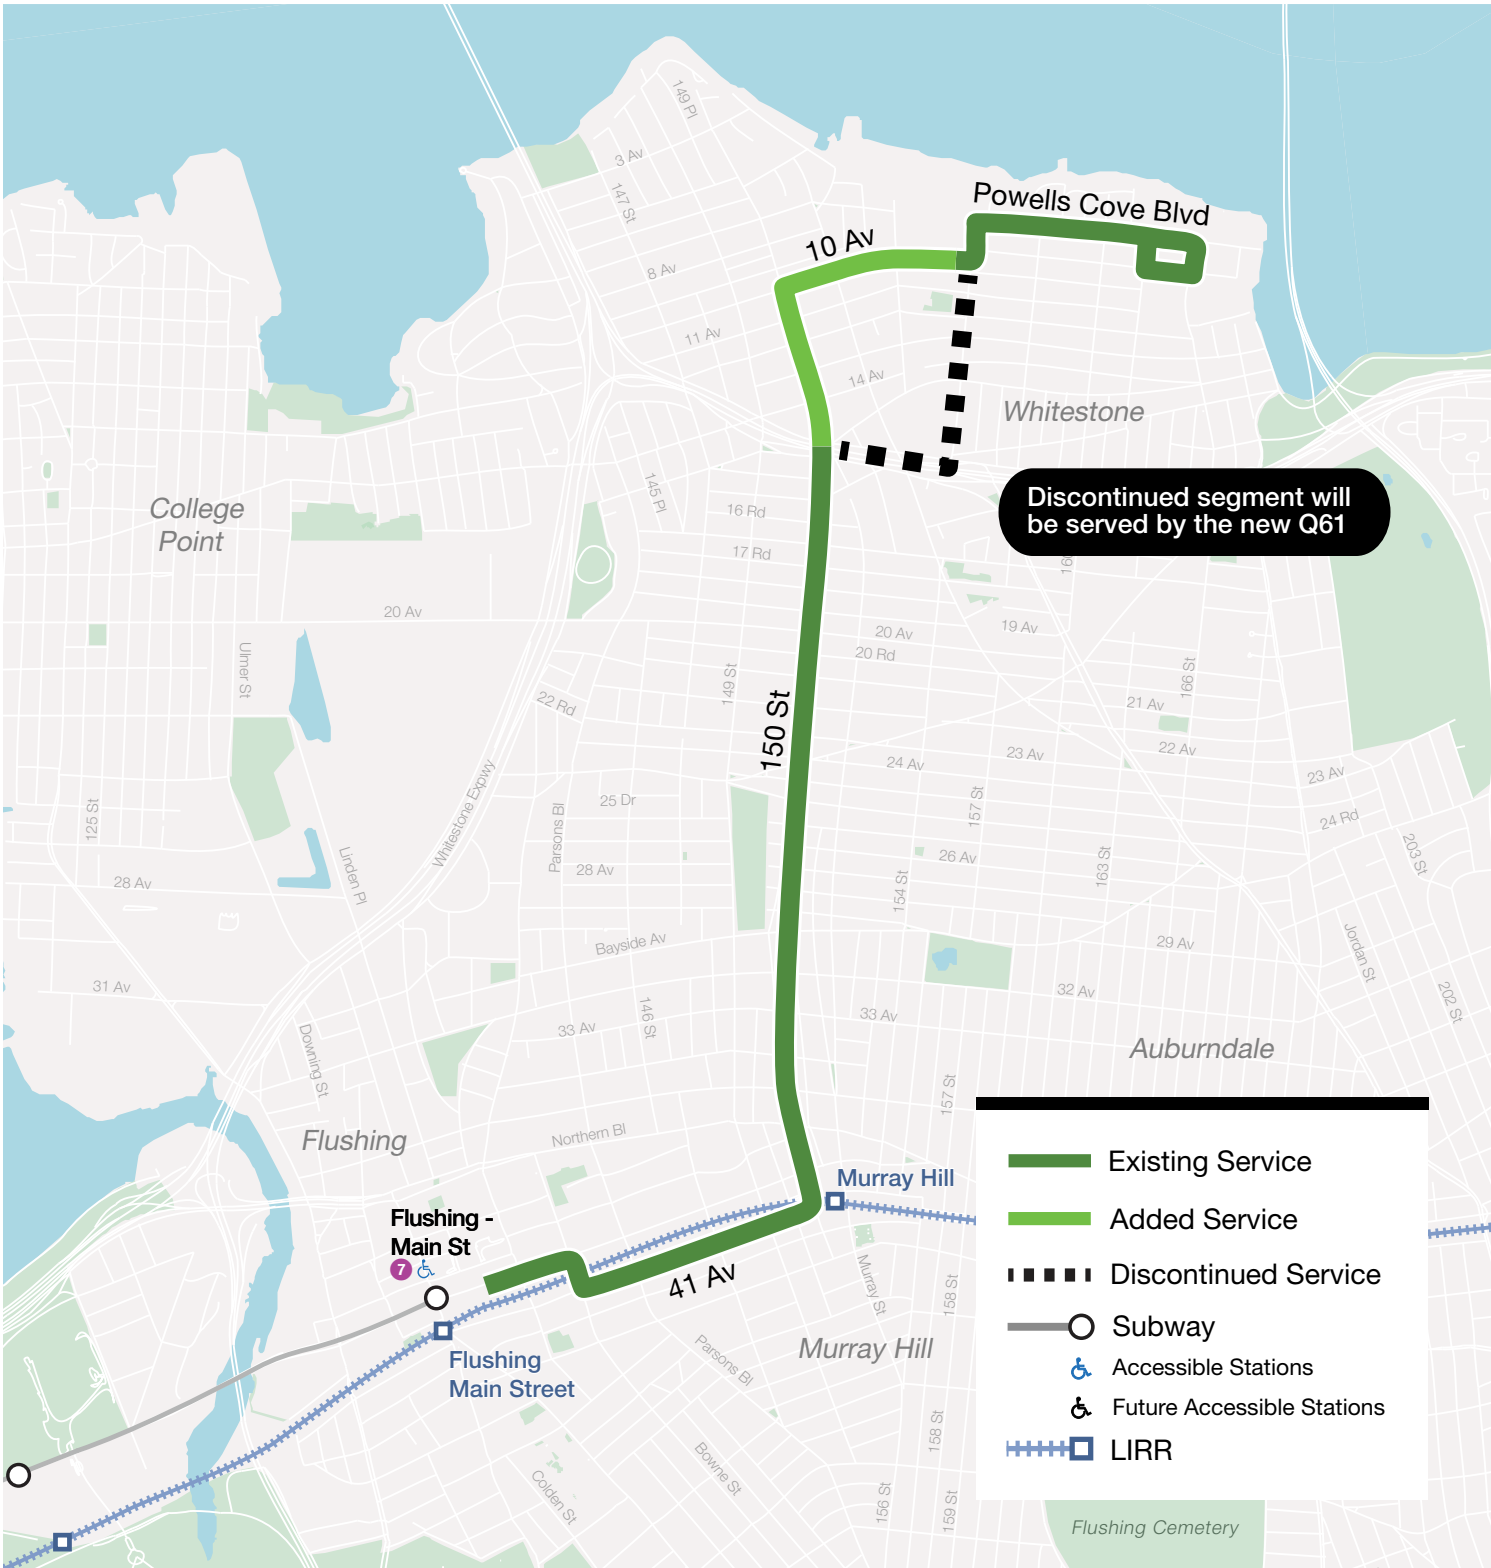 149 Pl
3 Av
147 St
Powells Cove Blvd
10 Av
8 Av
11 Av
14 Av
Whitestone
Discontinued segment will
be served by the new Q61
College
Point
145 Pl
16 Rd
17 Rd
20 Av
20 Av
19 Av
20 Rd
Ulmer St
149 St
166 St
22 Rd
150 St
21 Av
22 Av
23 Av
24 Av
23 Av
Whitestone Expwy
25 Dr
125 St
Parsons Bl
157 St
24 Rd
203 St
Linden Pl
28 Av
28 Av
26 Av
163 St
154 St
Bayside Av
29 Av
Jordan St
31 Av
32 Av
202 St
146 St
33 Av
33 Av
Downing St
Auburndale
157 St
Flushing
Northern Bl
Murray Hill
Flushing -
Main St
7
41 Av
Murray St
158 St
Flushing
Main Street
Parsons Bl
Murray Hill
158 St
Bowne St
Colden St
156 St
159 St
Existing Service
Added Service
Discontinued Service
Subway
Accessible Stations
Future Accessible Stations
LIRR
Flushing Cemetery